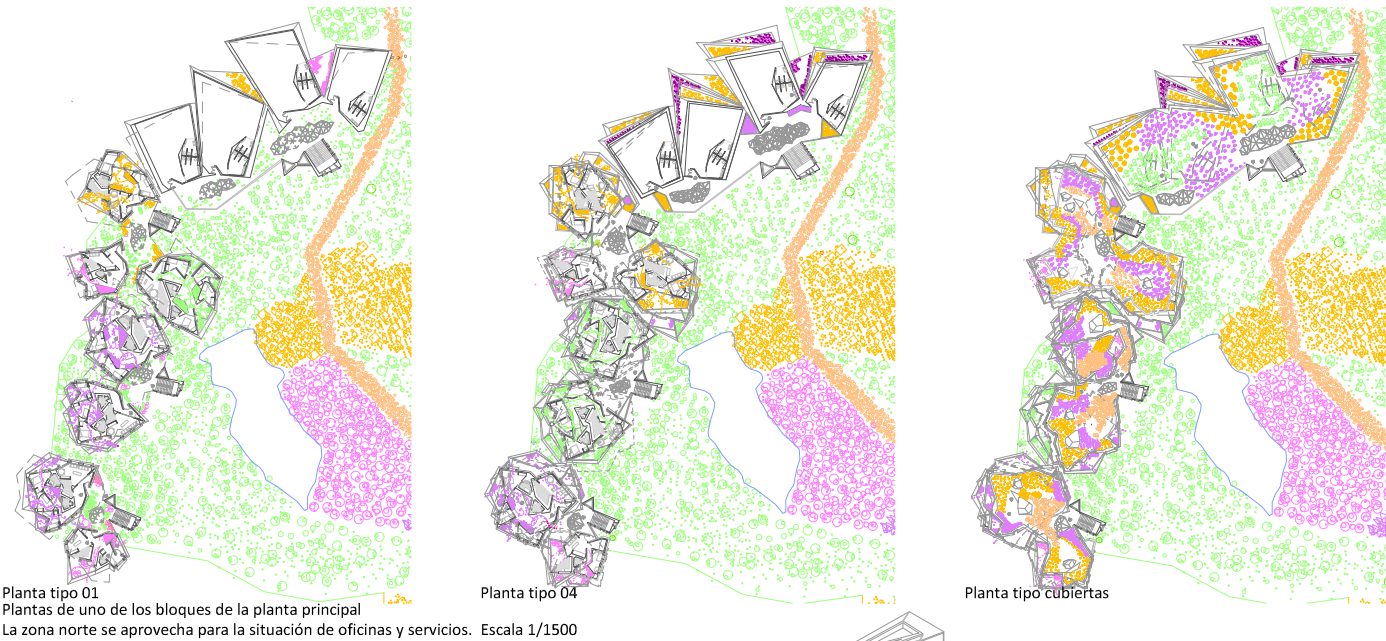 Planta tipo 01
Plantas de uno de los bloques de la planta principal
La zona norte se aprovecha para la situación de oficinas y servicios. Escala 1/1500
Planta tipo 04
Planta tipo cubiertas